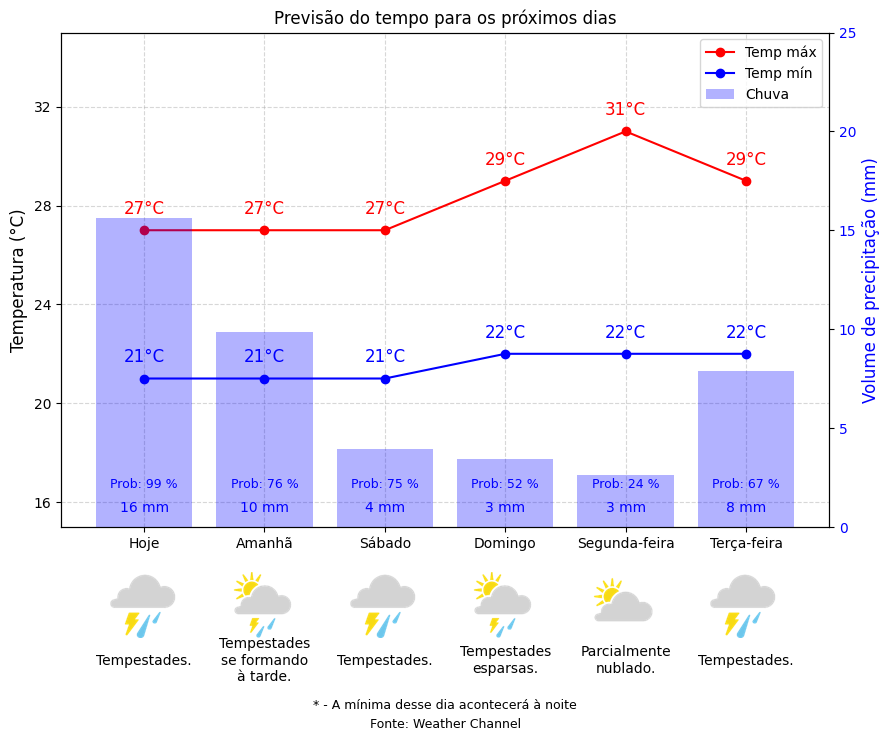 Previsão do tempo para os próximos dias
Temperatura (°C)
Volume de precipitação (mm)
32
28
24
20
16
25
20
15
10
5
0
Temp máx
Temp mín
Chuva
27°C
27°C
27°C
29°C
31°C
29°C
21°C
21°C
21°C
22°C
22°C
22°C
Prob: 99 %
Prob: 76 %
Prob: 75 %
Prob: 52 %
Prob: 24 %
Prob: 67 %
16 mm
10 mm
4 mm
3 mm
3 mm
8 mm
Hoje
Amanhã
Sábado
Domingo
Segunda-feira
Terça-feira
Tempestades.
Tempestades
se formando
à tarde.
Tempestades.
Tempestades
esparsas.
Parcialmente
nublado.
Tempestades.
* - A mínima desse dia acontecerá à noite
Fonte: Weather Channel